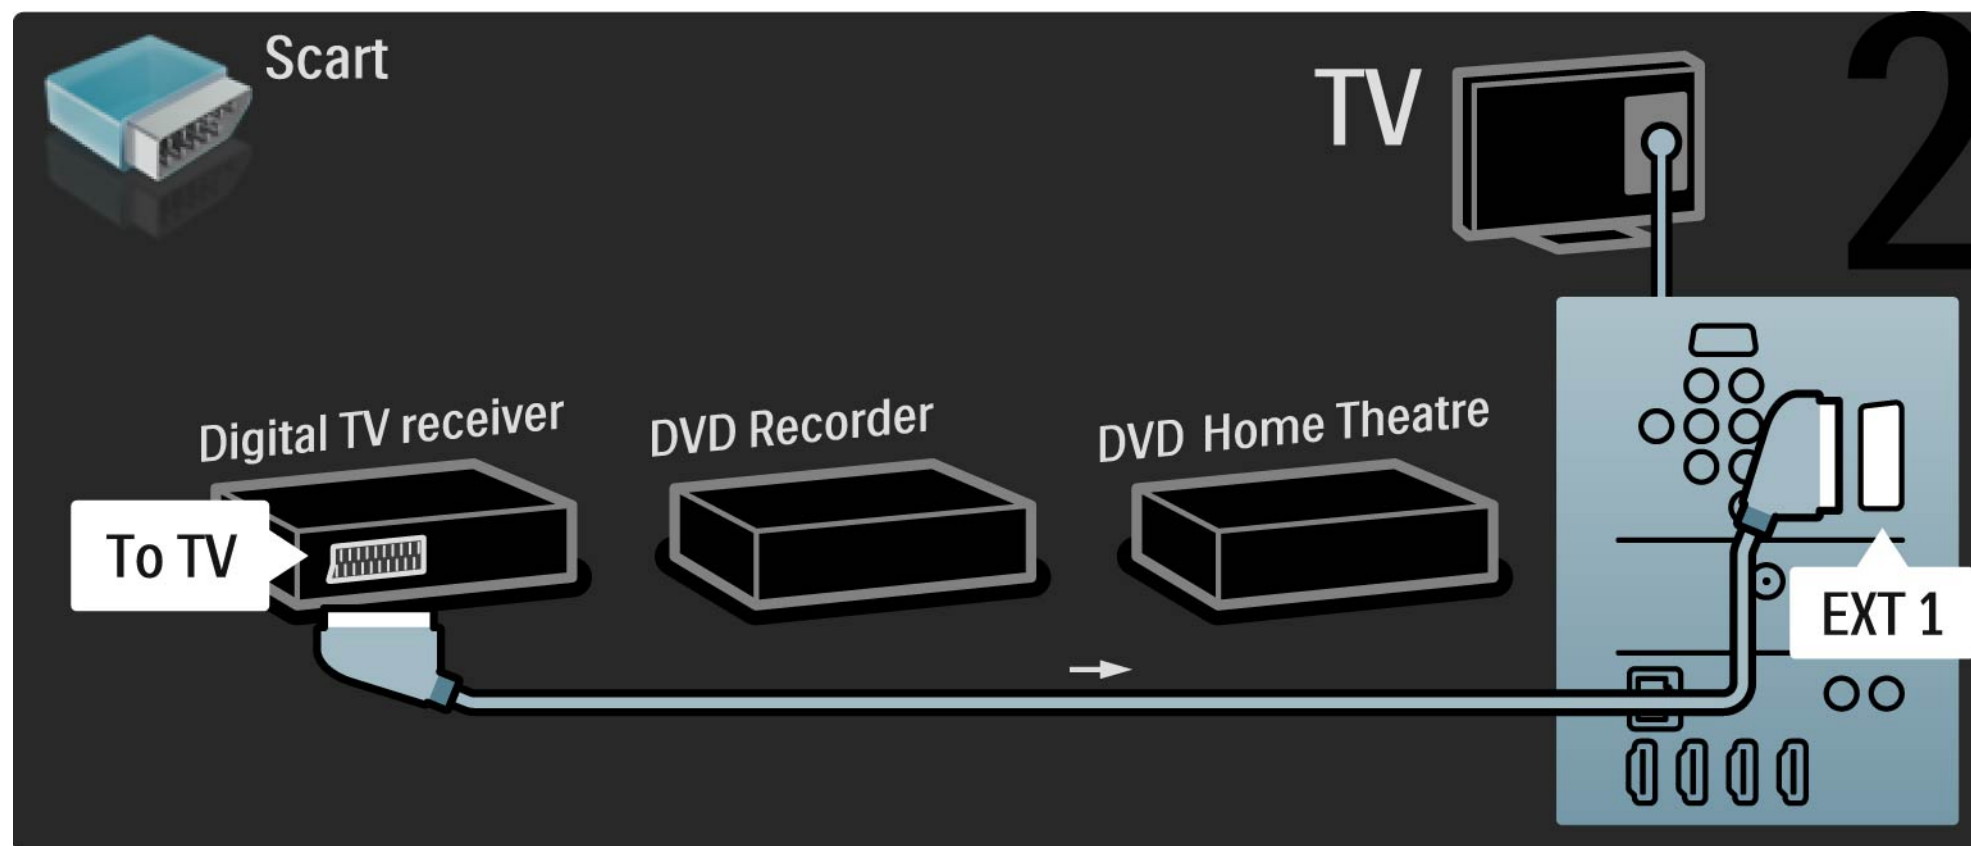 Scart
TV
2
Digital TV receiver
DVD Recorder
DVD Home Theatre
To TV
EXT 1